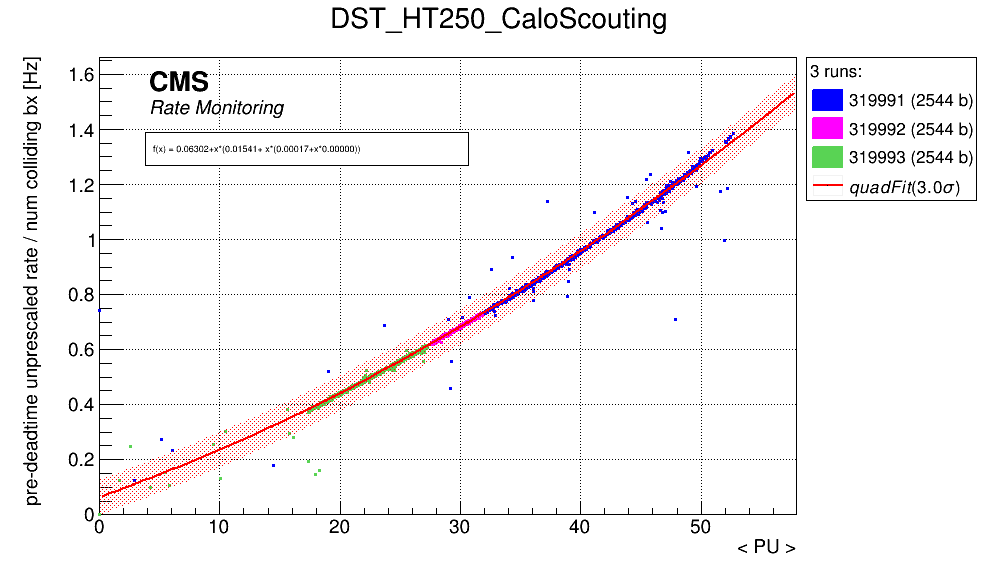 DST_HT250_CaloScouting
pre-deadtime unprescaled rate / num colliding bx [Hz]
1.6
1.4
1.2
1
0.8
0.6
0.4
0.2
0
CMS
Rate Monitoring
f(x) = 0.06302+x*(0.01541+ x*(0.00017+x*0.00000))
3 runs:
319991 (2544 b)
319992 (2544 b)
319993 (2544 b)
quadFit(3.0σ)
0 10 20 30 40 50
< PU >